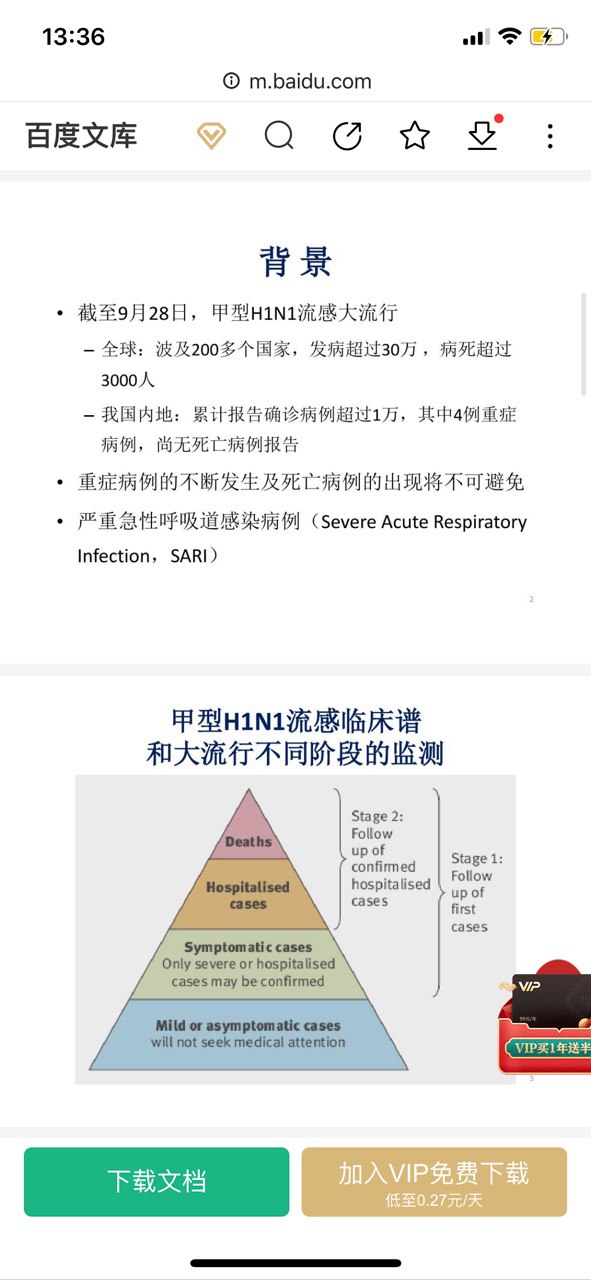 13:36
m.baidu.com
百度文库
背景
• 截至9月28日，甲型H1N1流感大流行
– 全球：波及200多个国家，发病超过30万，病死超过
3000人
– 我国内地：累计报告确诊病例超过1万，其中4例重症
病例，尚无死亡病例报告
• 重症病例的不断发生及死亡病例的出现将不可避免
• 严重急性呼吸道感染病例（Severe Acute Respiratory
Infection，SARI）
2
甲型H1N1流感临床谱
和大流行不同阶段的监测
Deaths
Hospitalised
cases
Symptomatic cases
Only severe or hospitalised
cases may be confirmed
Mild or asymptomatic cases
will not seek medical attention
Stage 2:
Follow
up of
confirmed
hospitalised
cases
Stage 1:
Follow
up of
first
cases
VIP
99元/年
VIP买1年送半
3
下载文档
加入VIP免费下载
低至0.27元/天